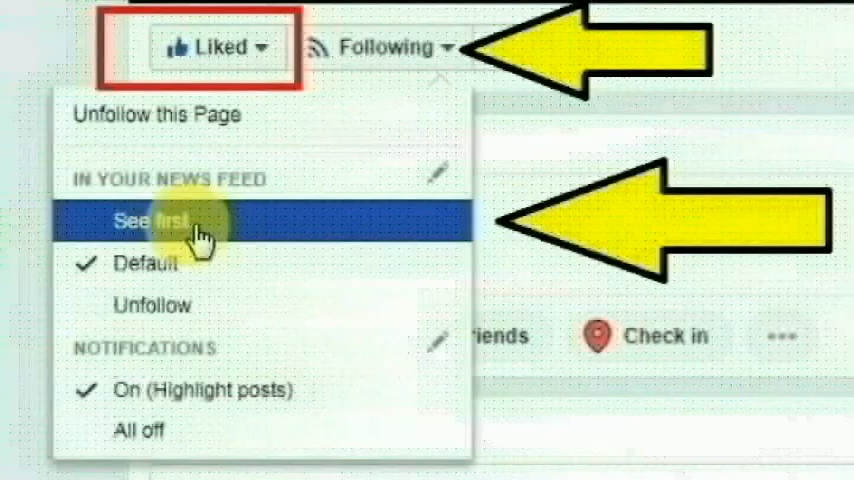 Liked Following
Unfollow this Page
IN YOUR NEWS FEED
See first
Default
Unfollow
riends Check in
NOTIFICATIONS
On (Highlight posts)
All off